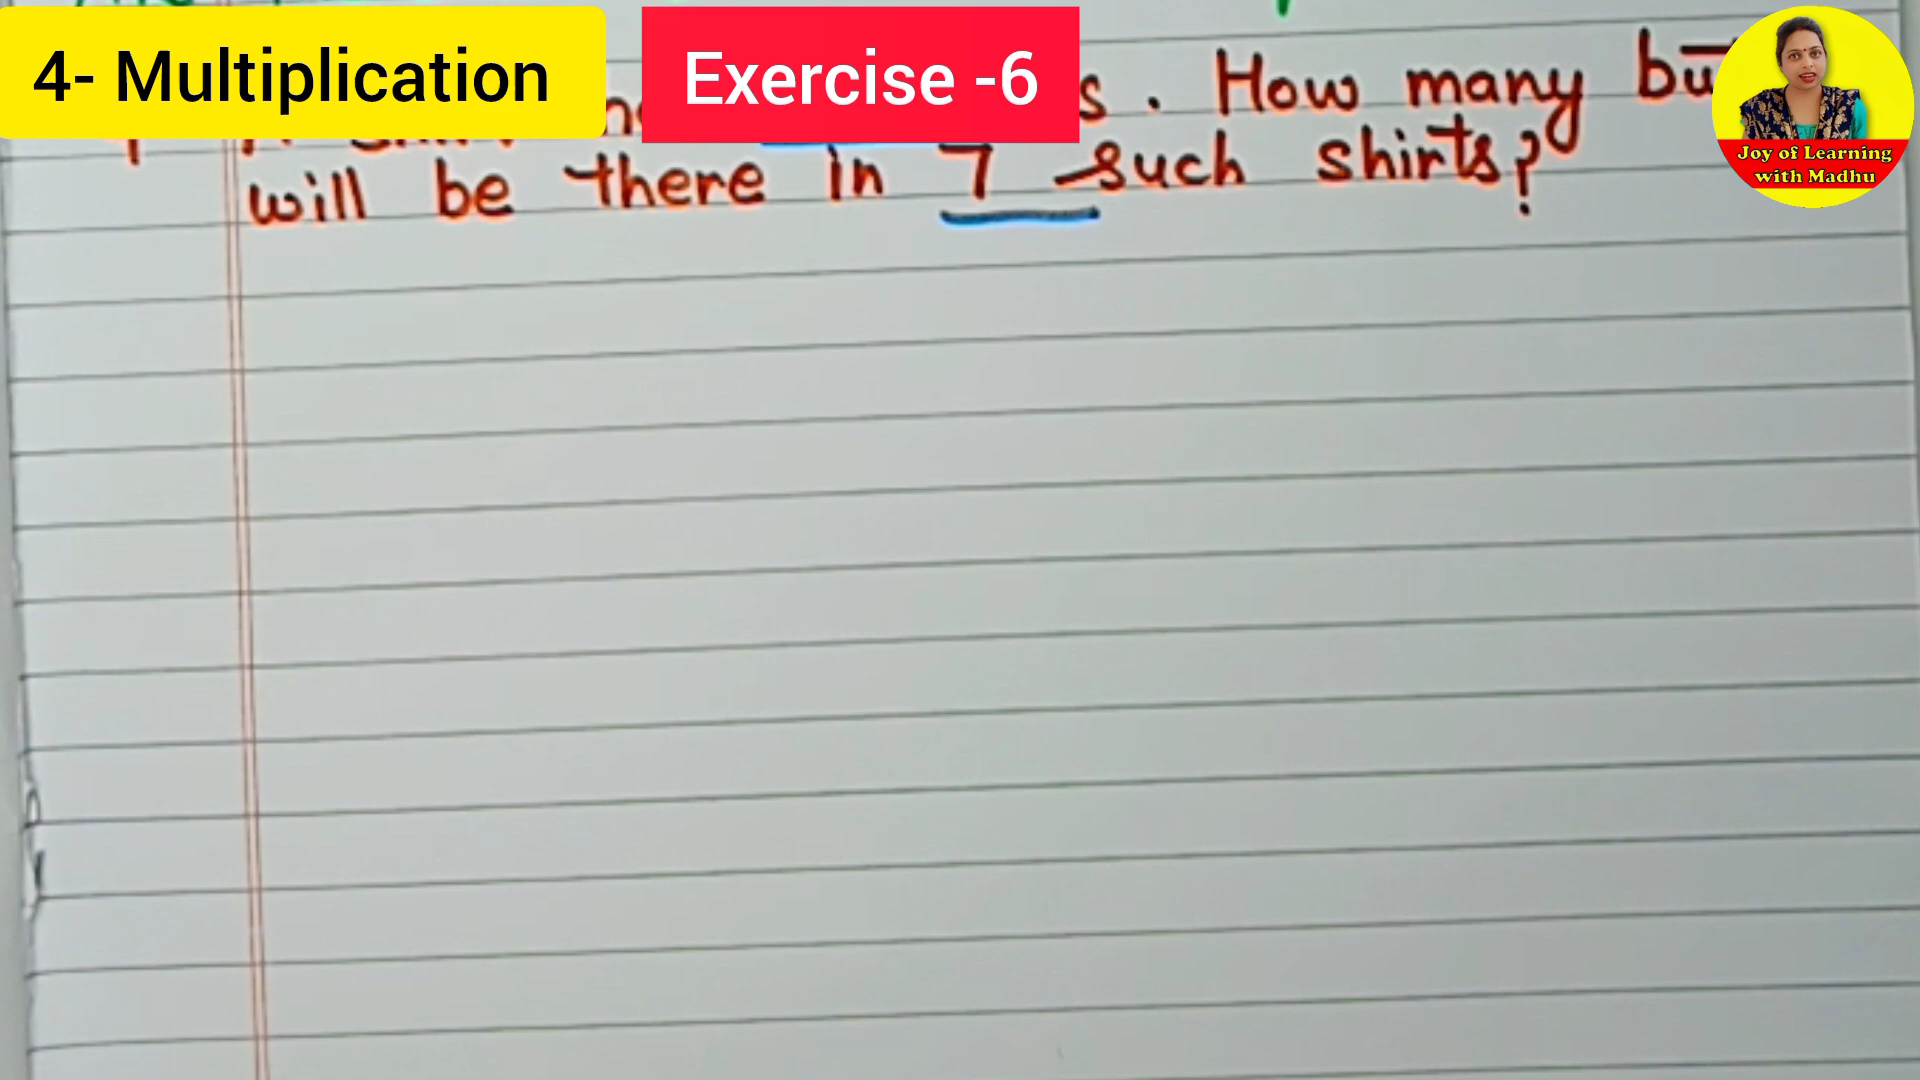 4- Multiplication
Exercise -6
s. How many bu
will be there in 7 such shirts?
Joy of Learning
with Madhu